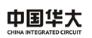 中国华大
CHINA INTEGRATED CIRCUIT